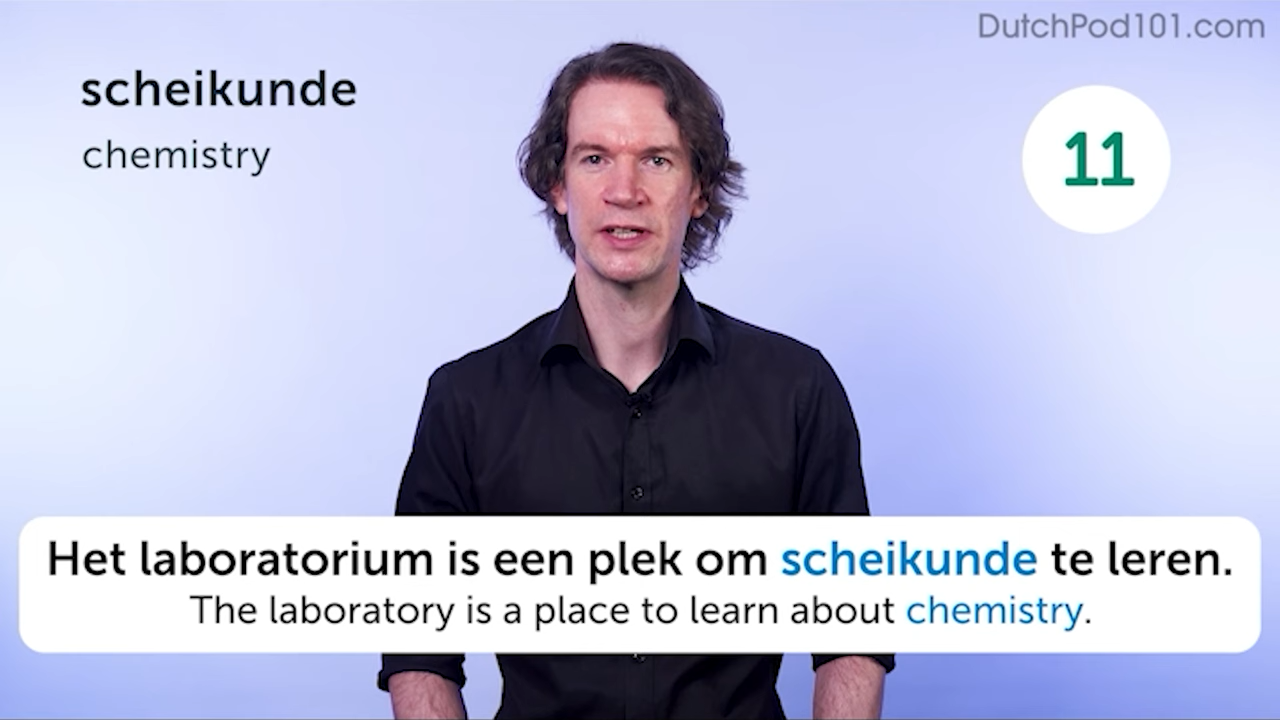 DutchPod101.com
scheikunde
chemistry
11
Het laboratorium is een plek om scheikunde te leren.
The laboratory is a place to learn about chemistry.